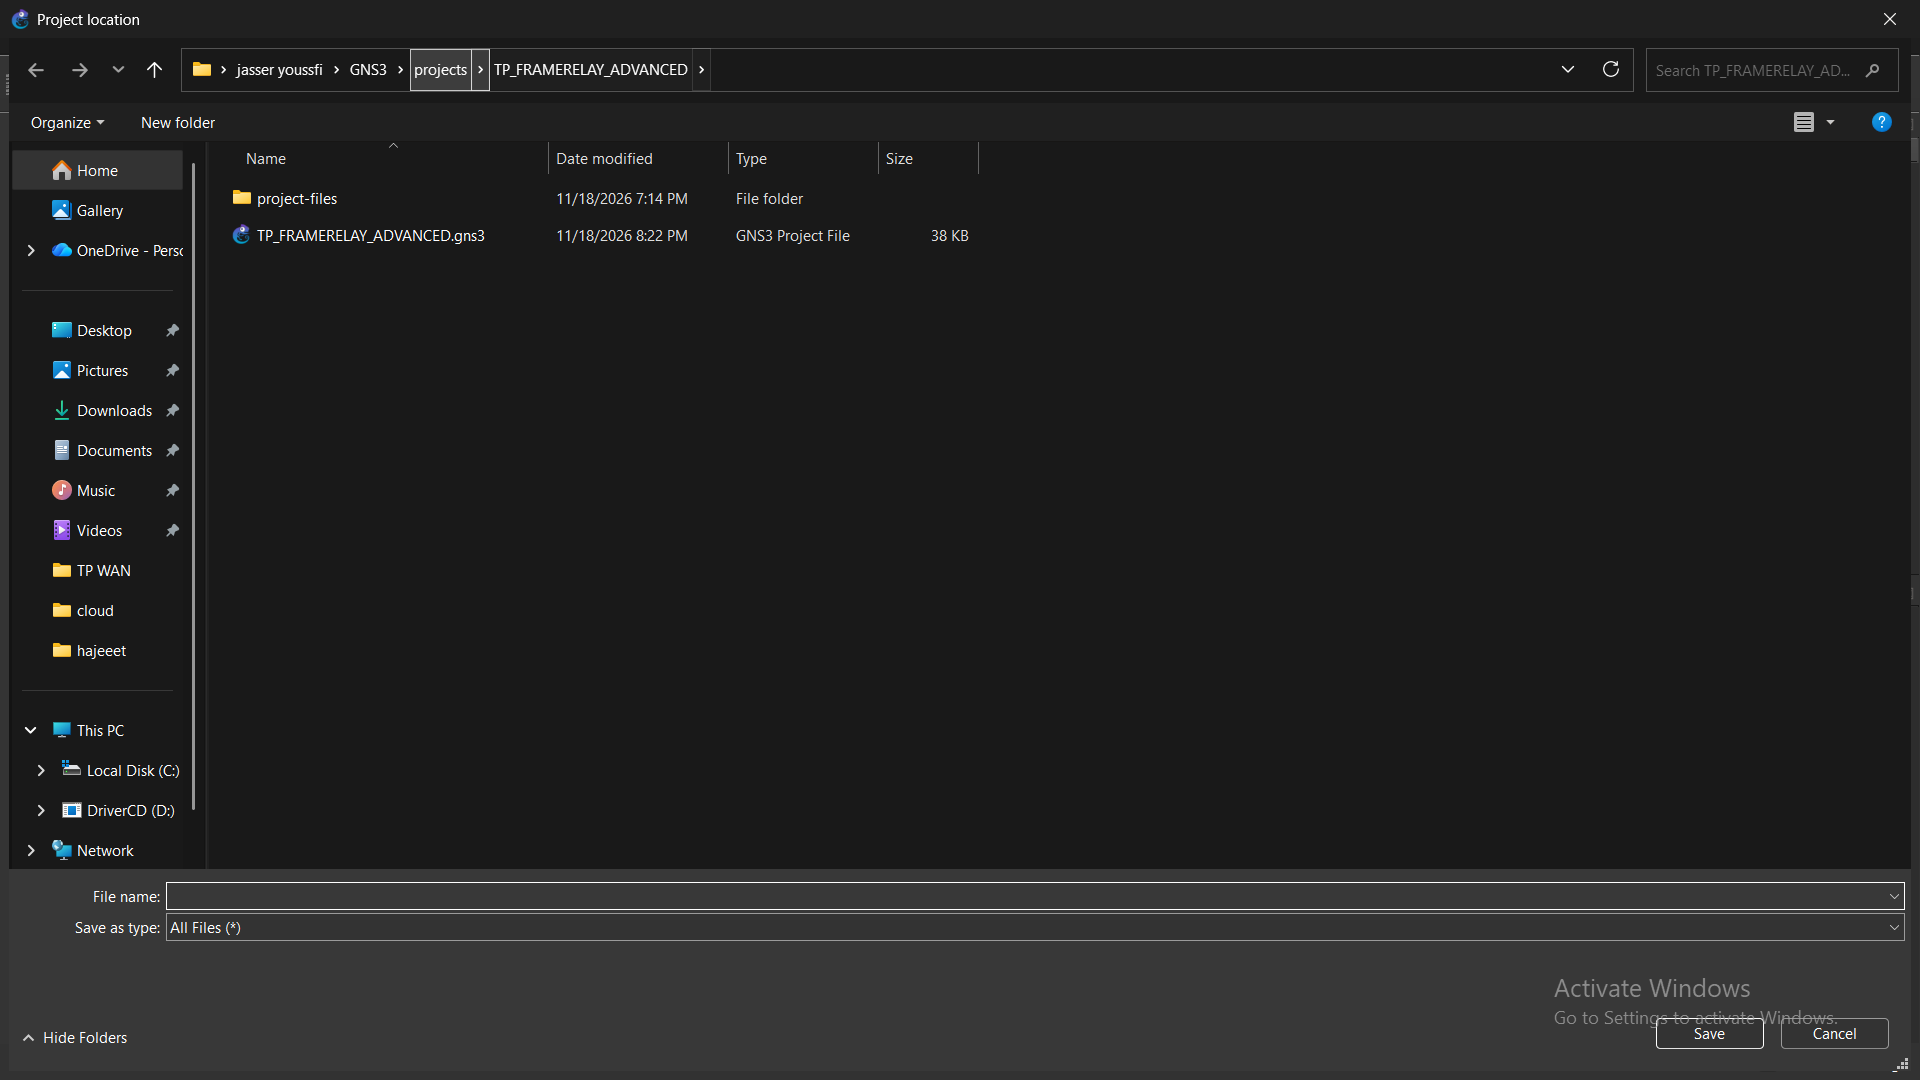 Project location
jasser youssfi GNS3 projects TP_FRAMERELAY_ADVANCED
Search TP_FRAMERELAY_AD...
Organize New folder
?
Name Date modified Type Size
project-files 11/18/2026 7:14 PM File folder
TP_FRAMERELAY_ADVANCED.gns3 11/18/2026 8:22 PM GNS3 Project File 38 KB
Home
Gallery
OneDrive - Perso
Desktop
Pictures
Downloads
Documents
Music
Videos
TP WAN
cloud
hajeeet
This PC
Local Disk (C:)
DriverCD (D:)
Network
File name:
Save as type: All Files (*)
Activate Windows
Go to Settings to activate Windows.
Hide Folders
Save Cancel